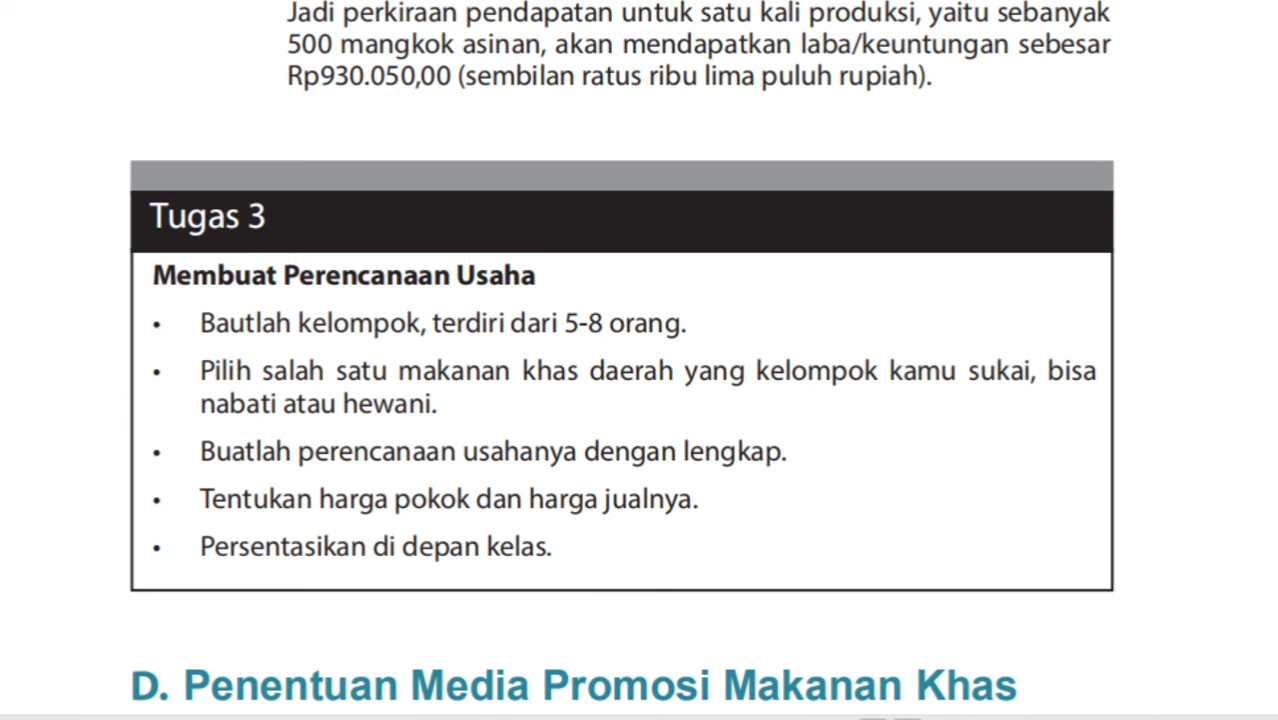 Jadi perkiraan pendapatan untuk satu kali produksi, yaitu sebanyak
500 mangkok asinan, akan mendapatkan laba/keuntungan sebesar
Rp930.050,00 (sembilan ratus ribu lima puluh rupiah).
Tugas 3
Membuat Perencanaan Usaha
• Bautlah kelompok, terdiri dari 5-8 orang.
• Pilih salah satu makanan khas daerah yang kelompok kamu sukai, bisa
nabati atau hewani.
• Buatlah perencanaan usahanya dengan lengkap.
• Tentukan harga pokok dan harga jualnya.
• Persentasikan di depan kelas.
D. Penentuan Media Promosi Makanan Khas